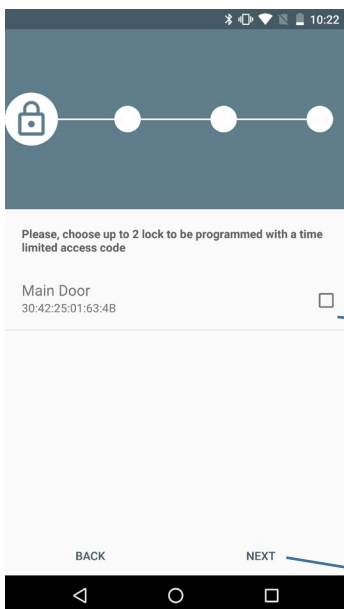 10:22
Please, choose up to 2 lock to be programmed with a time
limited access code
Main Door
30:42:25:01:63:4B
BACK NEXT